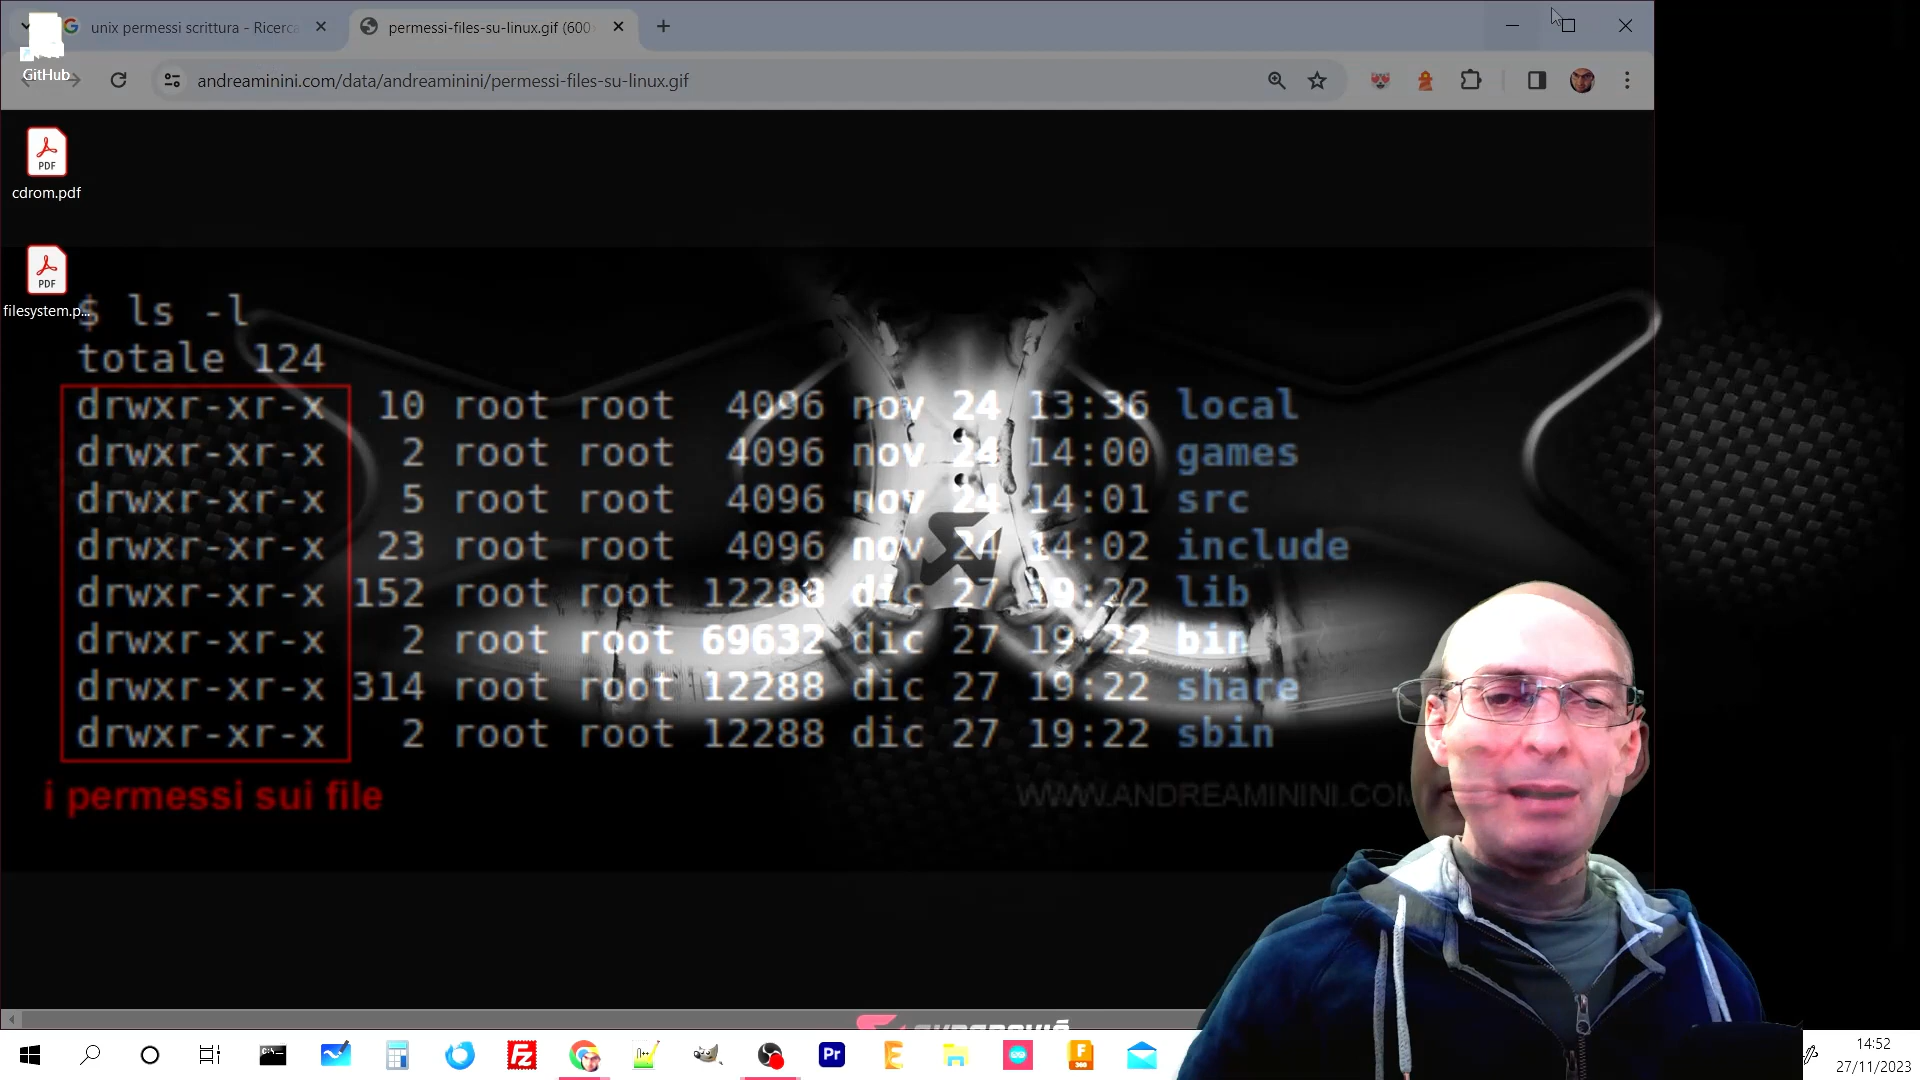 unix permessi scrittura - Ricerca
permessi-files-su-linux.gif (600
andreaminini.com/data/andreaminini/permessi-files-su-linux.gif
GitHub
PDF
cdrom.pdf
PDF
filesystem.p...
$ ls -l
totale 124
drwxr-xr-x 10 root root 4096 nov 24 13:36 local
drwxr-xr-x 2 root root 4096 nov 24 14:00 games
drwxr-xr-x 5 root root 4096 nov 24 14:01 src
drwxr-xr-x 23 root root 4096 nov 24 14:02 include
drwxr-xr-x 152 root root 12288 dic 27 19:22 lib
drwxr-xr-x 2 root root 69632 dic 27 19:22 bin
drwxr-xr-x 314 root root 12288 dic 27 19:22 share
drwxr-xr-x 2 root root 12288 dic 27 19:22 sbin
i permessi sui file
WWW.ANDREAMININI.COM
Pr
14:52
27/11/2023